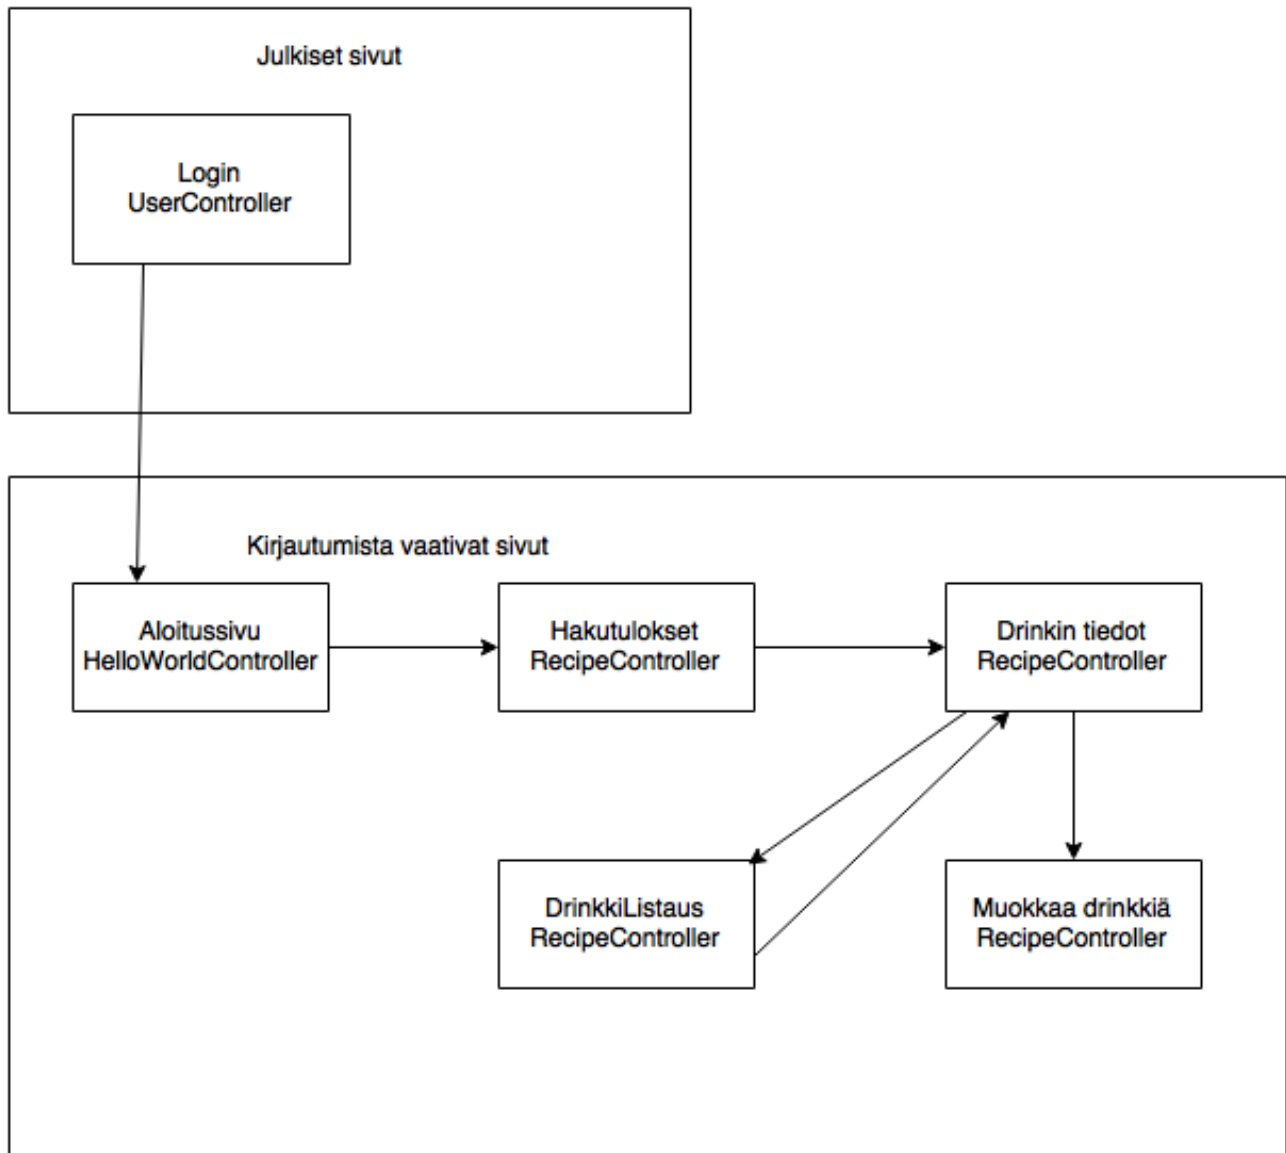 Julkiset sivut
Login
UserController
Kirjautumista vaativat sivut
Aloitussivu
HelloWorldController
Hakutulokset
RecipeController
Drinkin tiedot
RecipeController
DrinkkiListaus
RecipeController
Muokkaa drinkkiä
RecipeController